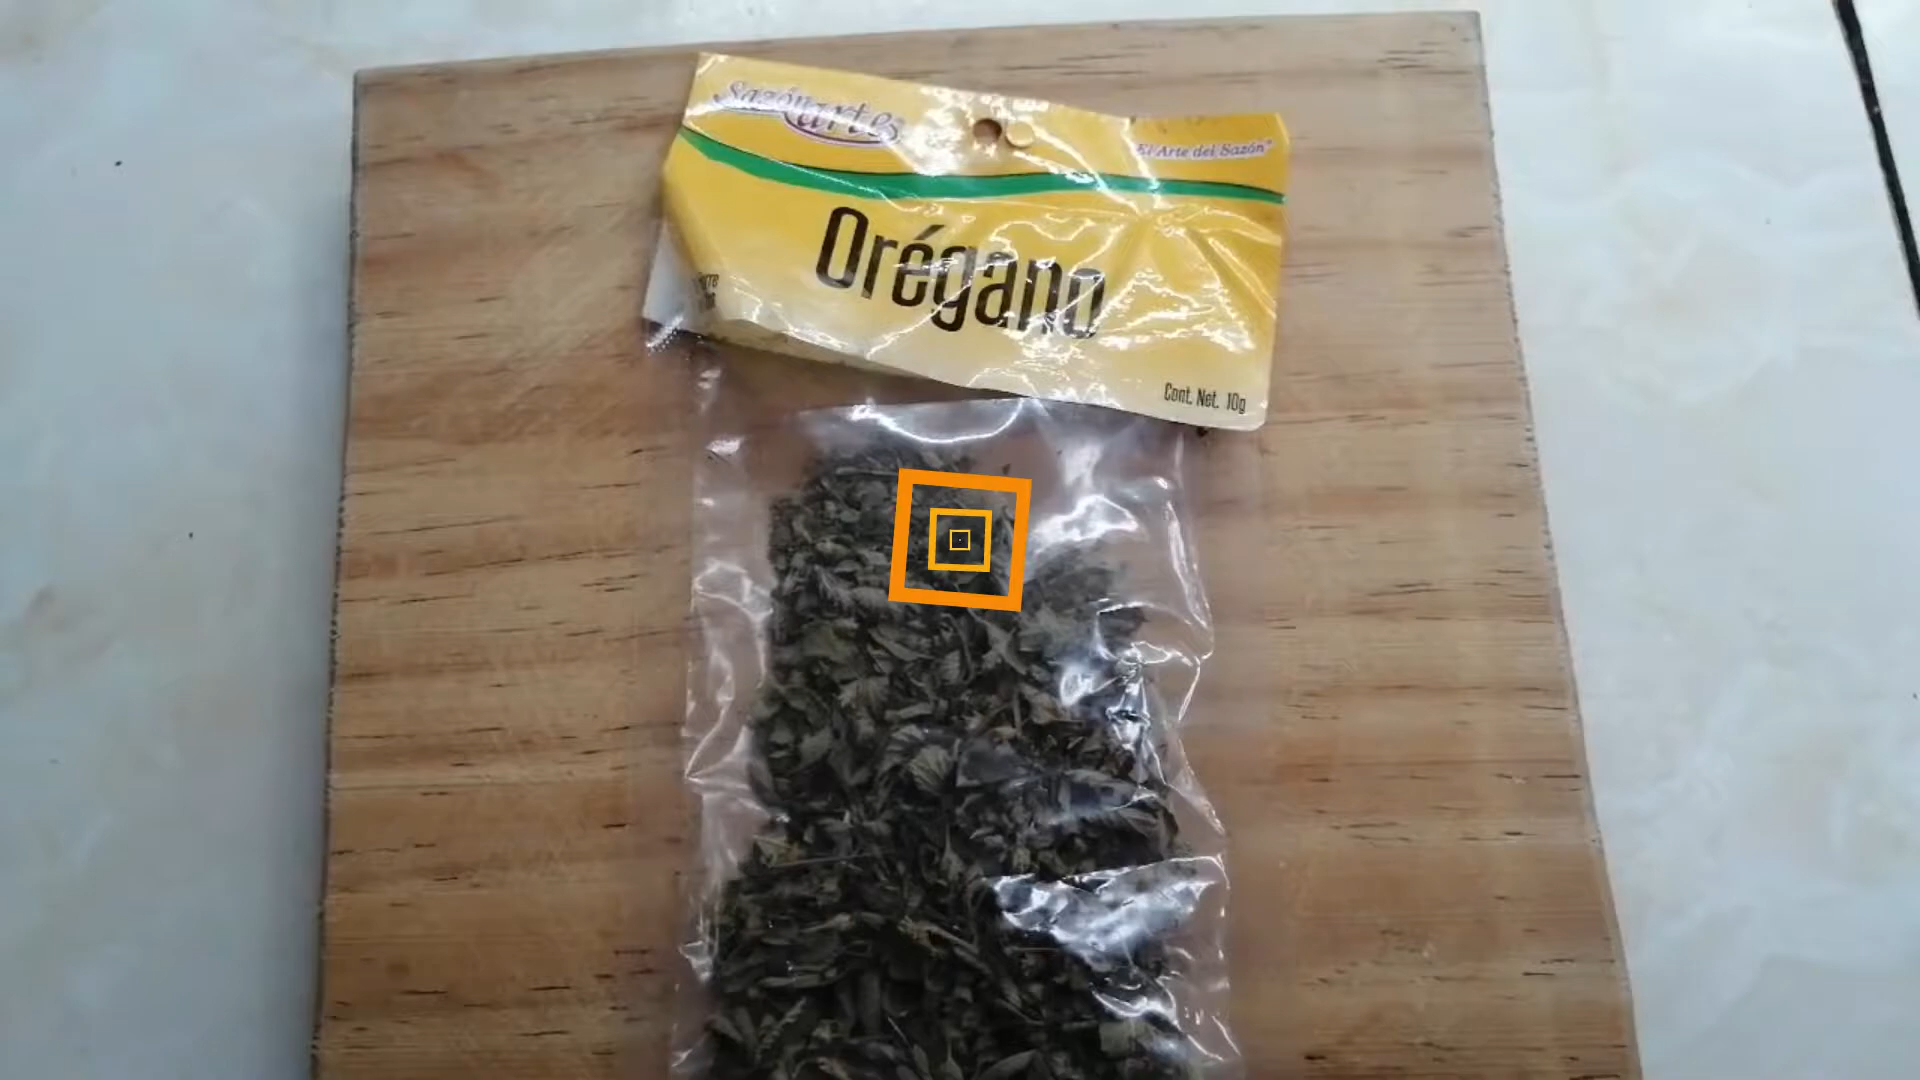 Sazónartes
El Arte del Sazón®
Orégano
Cont. Net. 10g